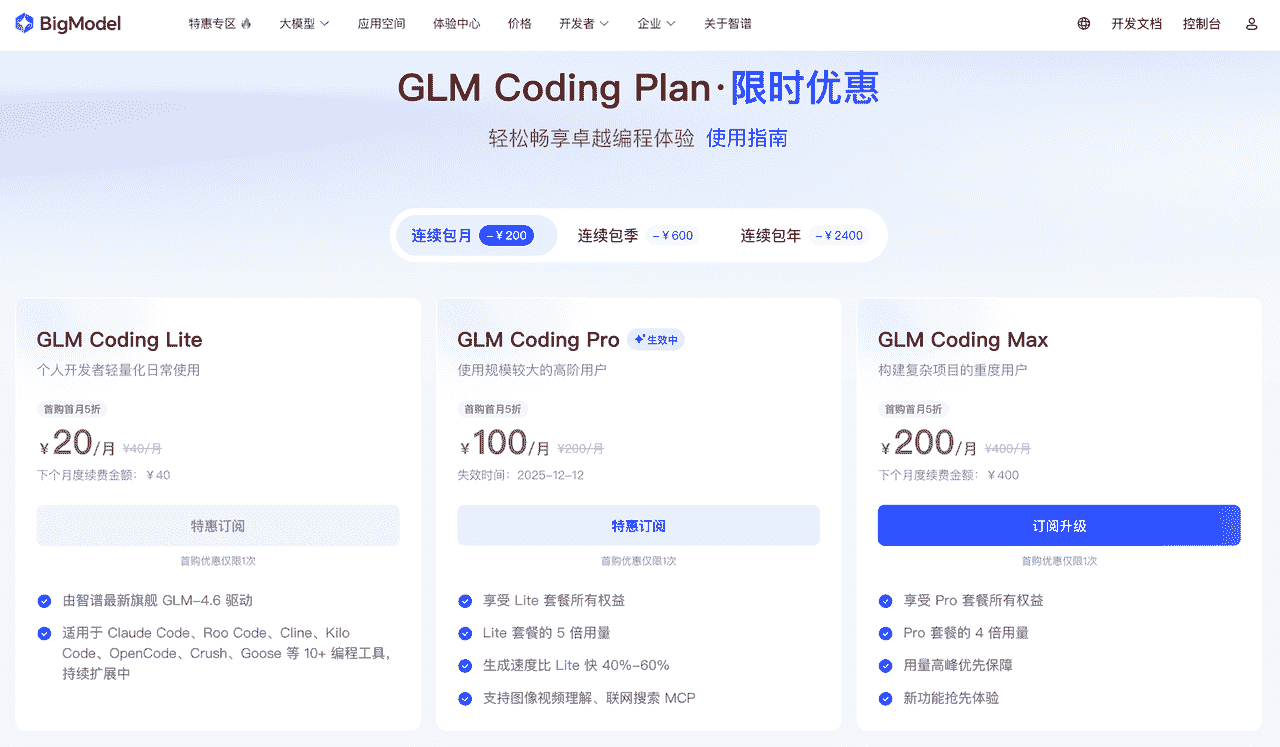 BigModel 特惠专区 大模型 应用空间 体验中心 价格 开发者 企业 关于智谱 开发文档 控制台
GLM Coding Plan·限时优惠
轻松畅享卓越编程体验 使用指南
连续包月 -¥200 连续包季 -¥600 连续包年 -¥2400
GLM Coding Lite
个人开发者轻量化日常使用
首购首月5折
¥20/月 ¥40/月
下个月度续费金额：¥40
特惠订阅
首购优惠仅限1次
由智谱最新旗舰 GLM-4.6 驱动
适用于 Claude Code、Roo Code、Cline、Kilo
Code、OpenCode、Crush、Goose 等 10+ 编程工具，
持续扩展中
GLM Coding Pro 生效中
使用规模较大的高阶用户
首购首月5折
¥100/月 ¥200/月
失效时间：2025-12-12
特惠订阅
首购优惠仅限1次
享受 Lite 套餐所有权益
Lite 套餐的 5 倍用量
生成速度比 Lite 快 40%-60%
支持图像视频理解、联网搜索 MCP
GLM Coding Max
构建复杂项目的重度用户
首购首月5折
¥200/月 ¥400/月
下个月度续费金额：¥400
订阅升级
首购优惠仅限1次
享受 Pro 套餐所有权益
Pro 套餐的 4 倍用量
用量高峰优先保障
新功能抢先体验